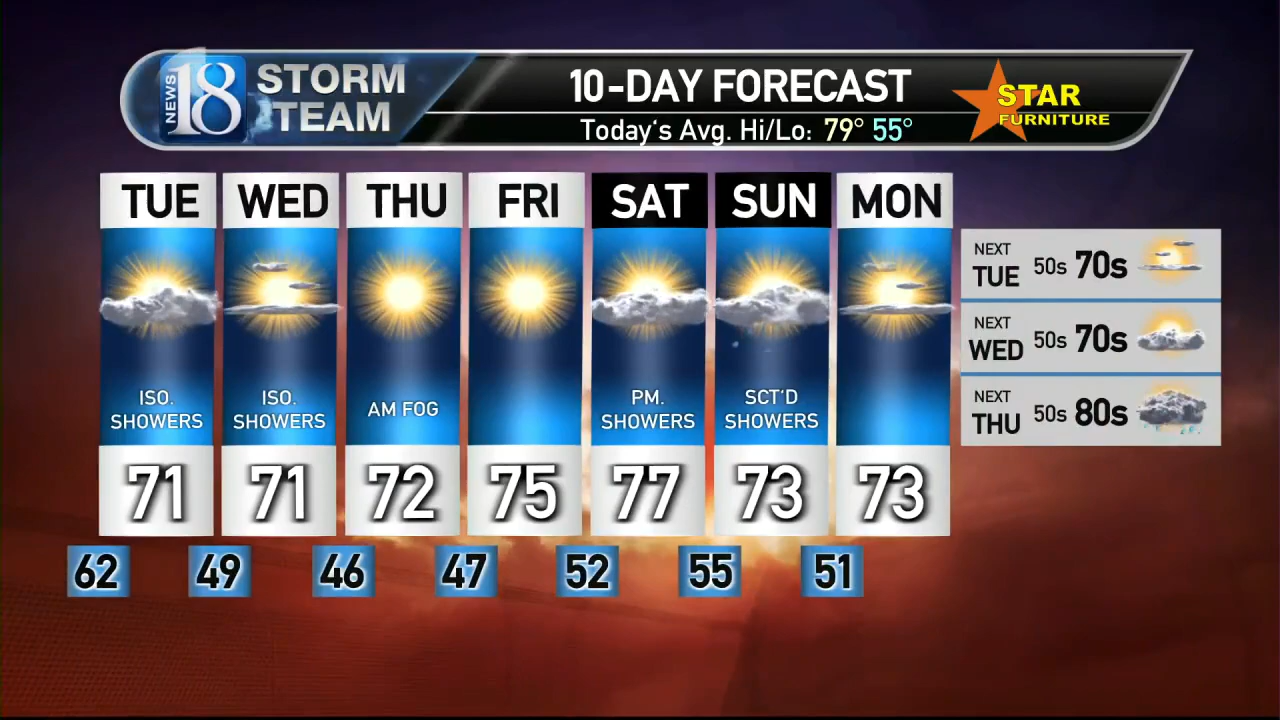 NEWS 18 STORM TEAM
10-DAY FORECAST
Today's Avg. Hi/Lo: 79° 55°
STAR
FURNITURE
TUE WED THU FRI SAT SUN MON
ISO. SHOWERS
ISO. SHOWERS
AM FOG
PM. SHOWERS
SCT'D SHOWERS
71 71 72 75 77 73 73
62 49 46 47 52 55 51
NEXT
TUE 50s 70s
NEXT
WED 50s 70s
NEXT
THU 50s 80s